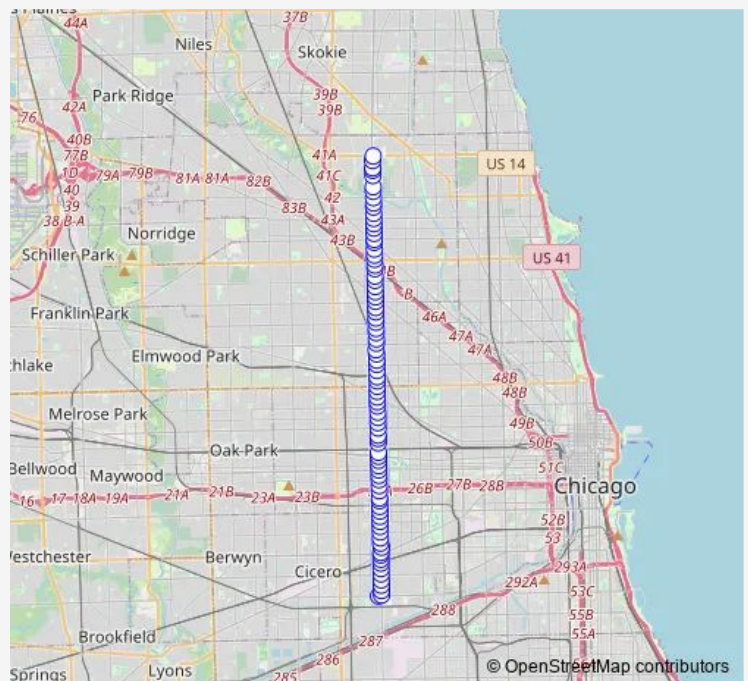 s Plaines
44A
37B
Niles
Skokie
Park Ridge
39B
39B
42A
76
40B
77B
41A
US 14
1D
79A 79B 81A 81A 82B
41C
40
42
39
83B
43A
38 B-A
Norridge
43B
Schiller Park
US 41
B
B
Franklin Park
46A
47A
47A
Elmwood Park
hlake
48B
48B
Melrose Park
49B
50B
Oak Park
Bellwood
Maywood
51C
26B 27B 28B
Chicago
16 17 18A 19A 21A 21B 23A 23B
52B
53
Westchester
Berwyn
Cicero
293A
292A
53C
288
55B
55A
Brookfield
287
286
Springs
Lyons
285
© OpenStreetMap contributors